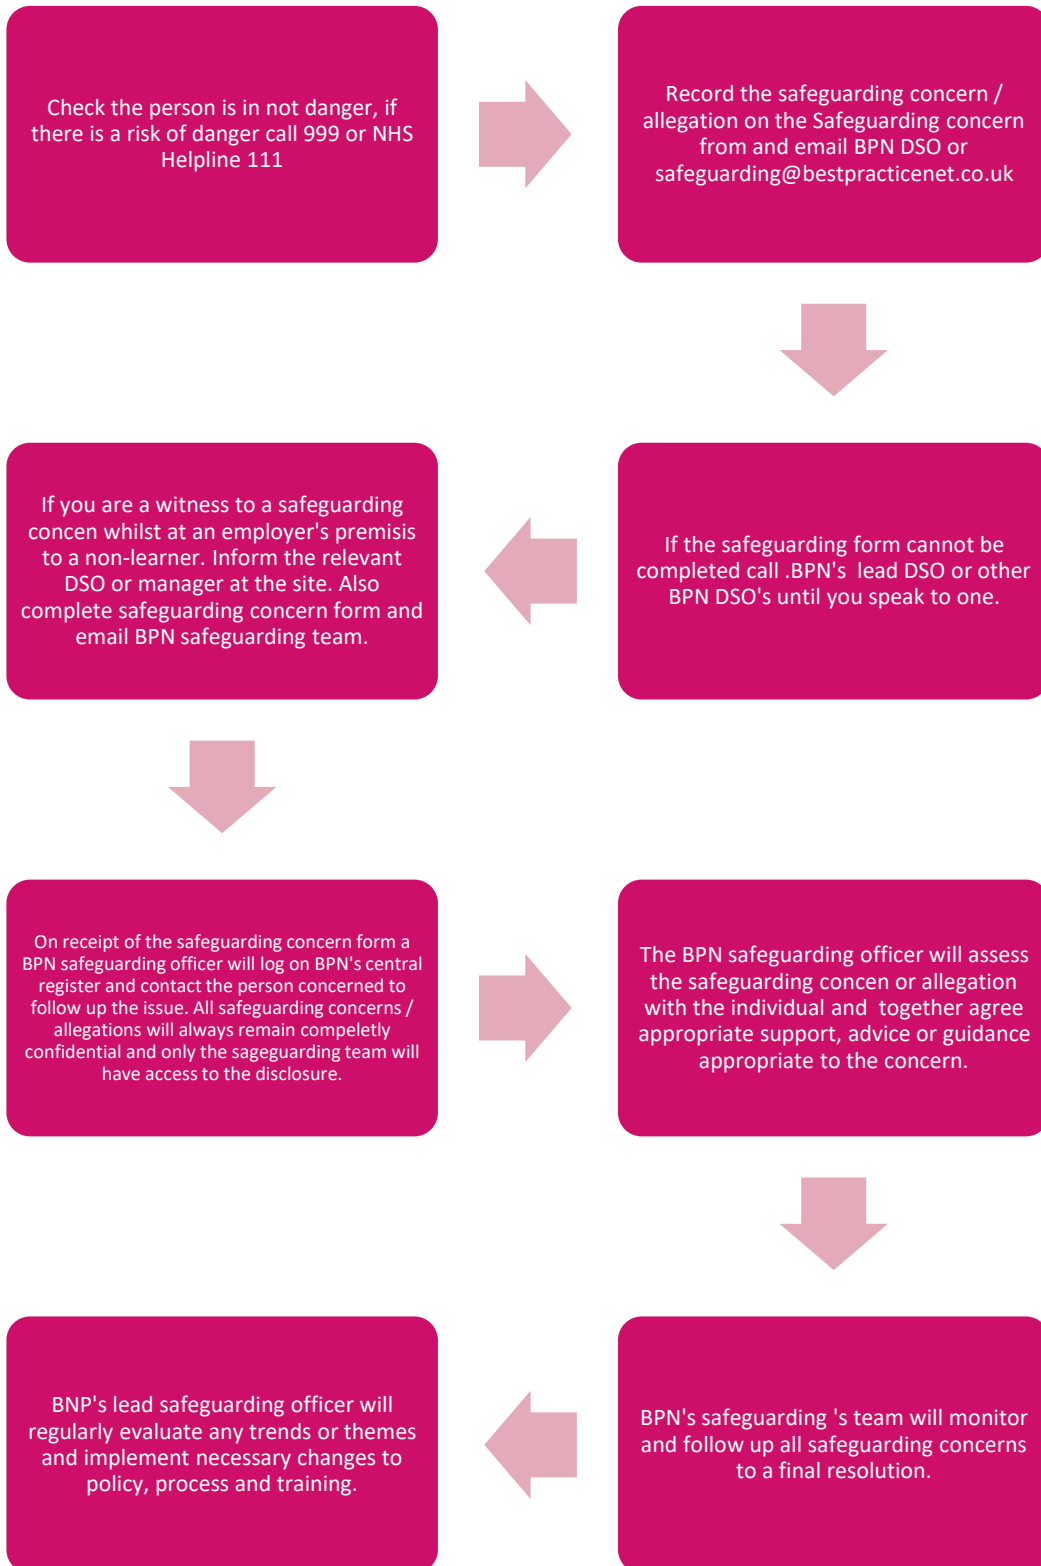 Check the person is in not danger, if
there is a risk of danger call 999 or NHS
Helpline 111
Record the safeguarding concern /
allegation on the Safeguarding concern
from and email BPN DSO or
safeguarding@bestpracticenet.co.uk
If the safeguarding form cannot be
completed call .BPN's lead DSO or other
BPN DSO's until you speak to one.
If you are a witness to a safeguarding
concen whilst at an employer's premisis
to a non-learner. Inform the relevant
DSO or manager at the site. Also
complete safeguarding concern form and
email BPN safeguarding team.
On receipt of the safeguarding concern form a
BPN safeguarding officer will log on BPN's central
register and contact the person concerned to
follow up the issue. All safeguarding concerns /
allegations will always remain compeletly
confidential and only the sageguarding team will
have access to the disclosure.
The BPN safeguarding officer will assess
the safeguarding concen or allegation
with the individual and together agree
appropriate support, advice or guidance
appropriate to the concern.
BPN's safeguarding 's team will monitor
and follow up all safeguarding concerns
to a final resolution.
BNP's lead safeguarding officer will
regularly evaluate any trends or themes
and implement necessary changes to
policy, process and training.